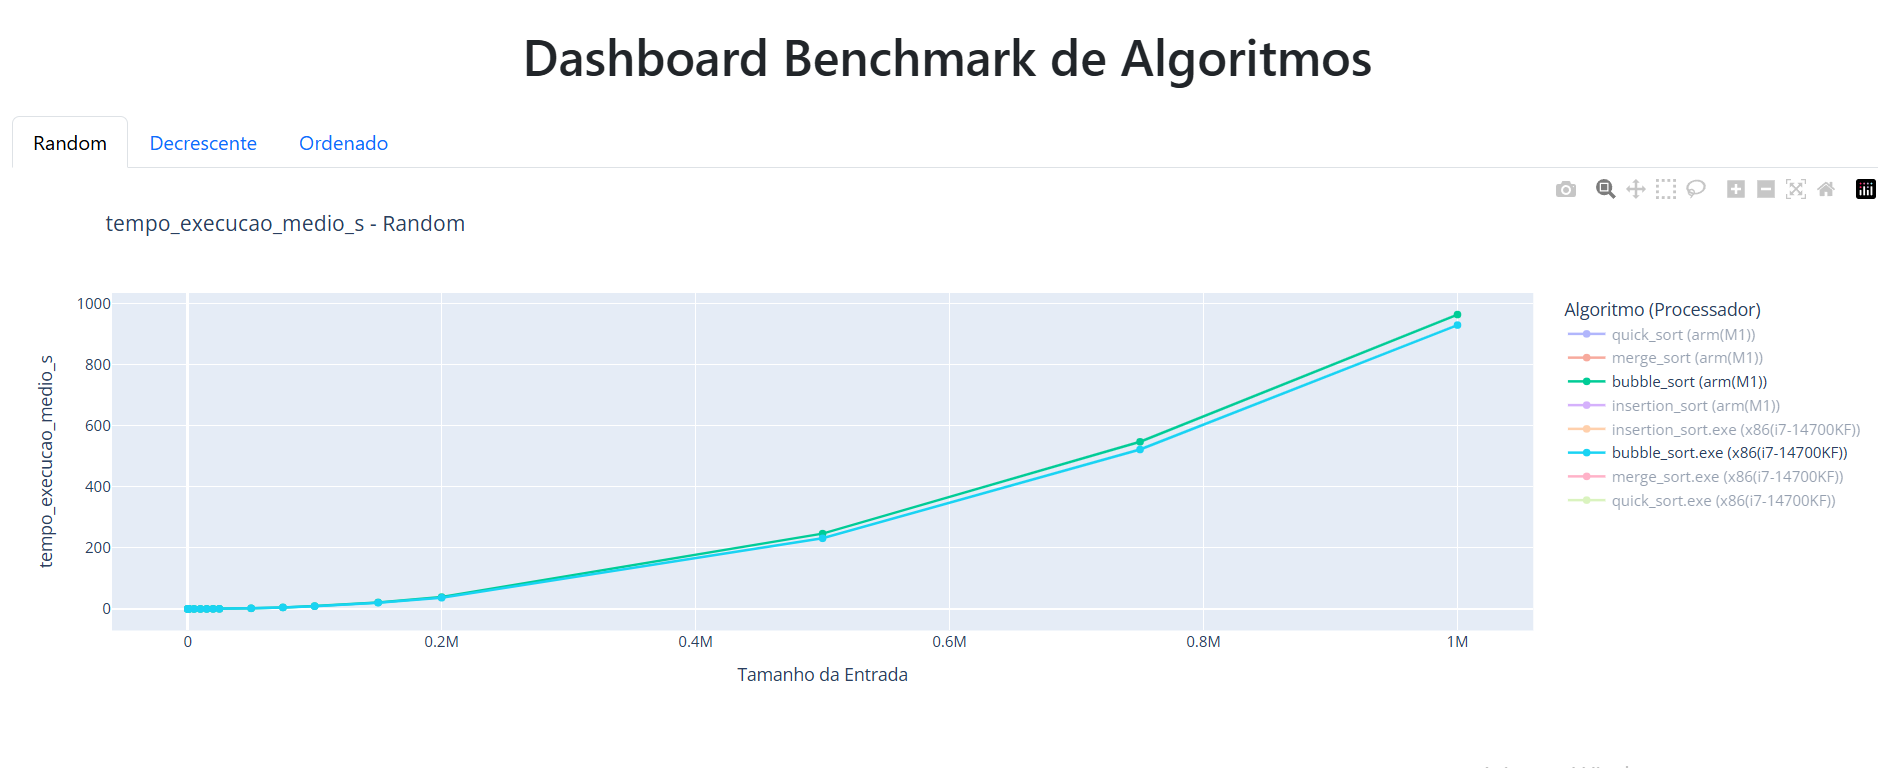 Dashboard Benchmark de Algoritmos
Random Decrescente Ordenado
tempo_execucao_medio_s - Random
1000
800
600
400
200
0
tempo_execucao_medio_s
0 0.2M 0.4M 0.6M 0.8M 1M
Tamanho da Entrada
Algoritmo (Processador)
quick_sort (arm(M1))
merge_sort (arm(M1))
bubble_sort (arm(M1))
insertion_sort (arm(M1))
insertion_sort.exe (x86(i7-14700KF))
bubble_sort.exe (x86(i7-14700KF))
merge_sort.exe (x86(i7-14700KF))
quick_sort.exe (x86(i7-14700KF))